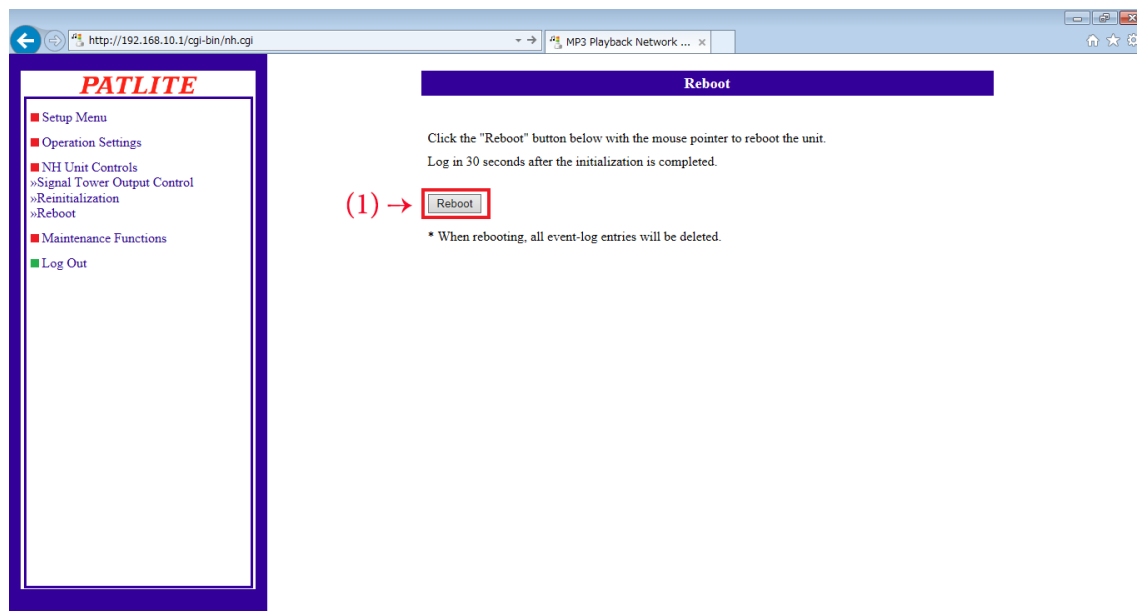 http://192.168.10.1/cgi-bin/nh.cgi
MP3 Playback Network ...
PATLITE
Setup Menu
Operation Settings
NH Unit Controls
»Signal Tower Output Control
»Reinitialization
»Reboot
Maintenance Functions
Log Out
Reboot
Click the "Reboot" button below with the mouse pointer to reboot the unit.
Log in 30 seconds after the initialization is completed.
(1) → Reboot
* When rebooting, all event-log entries will be deleted.